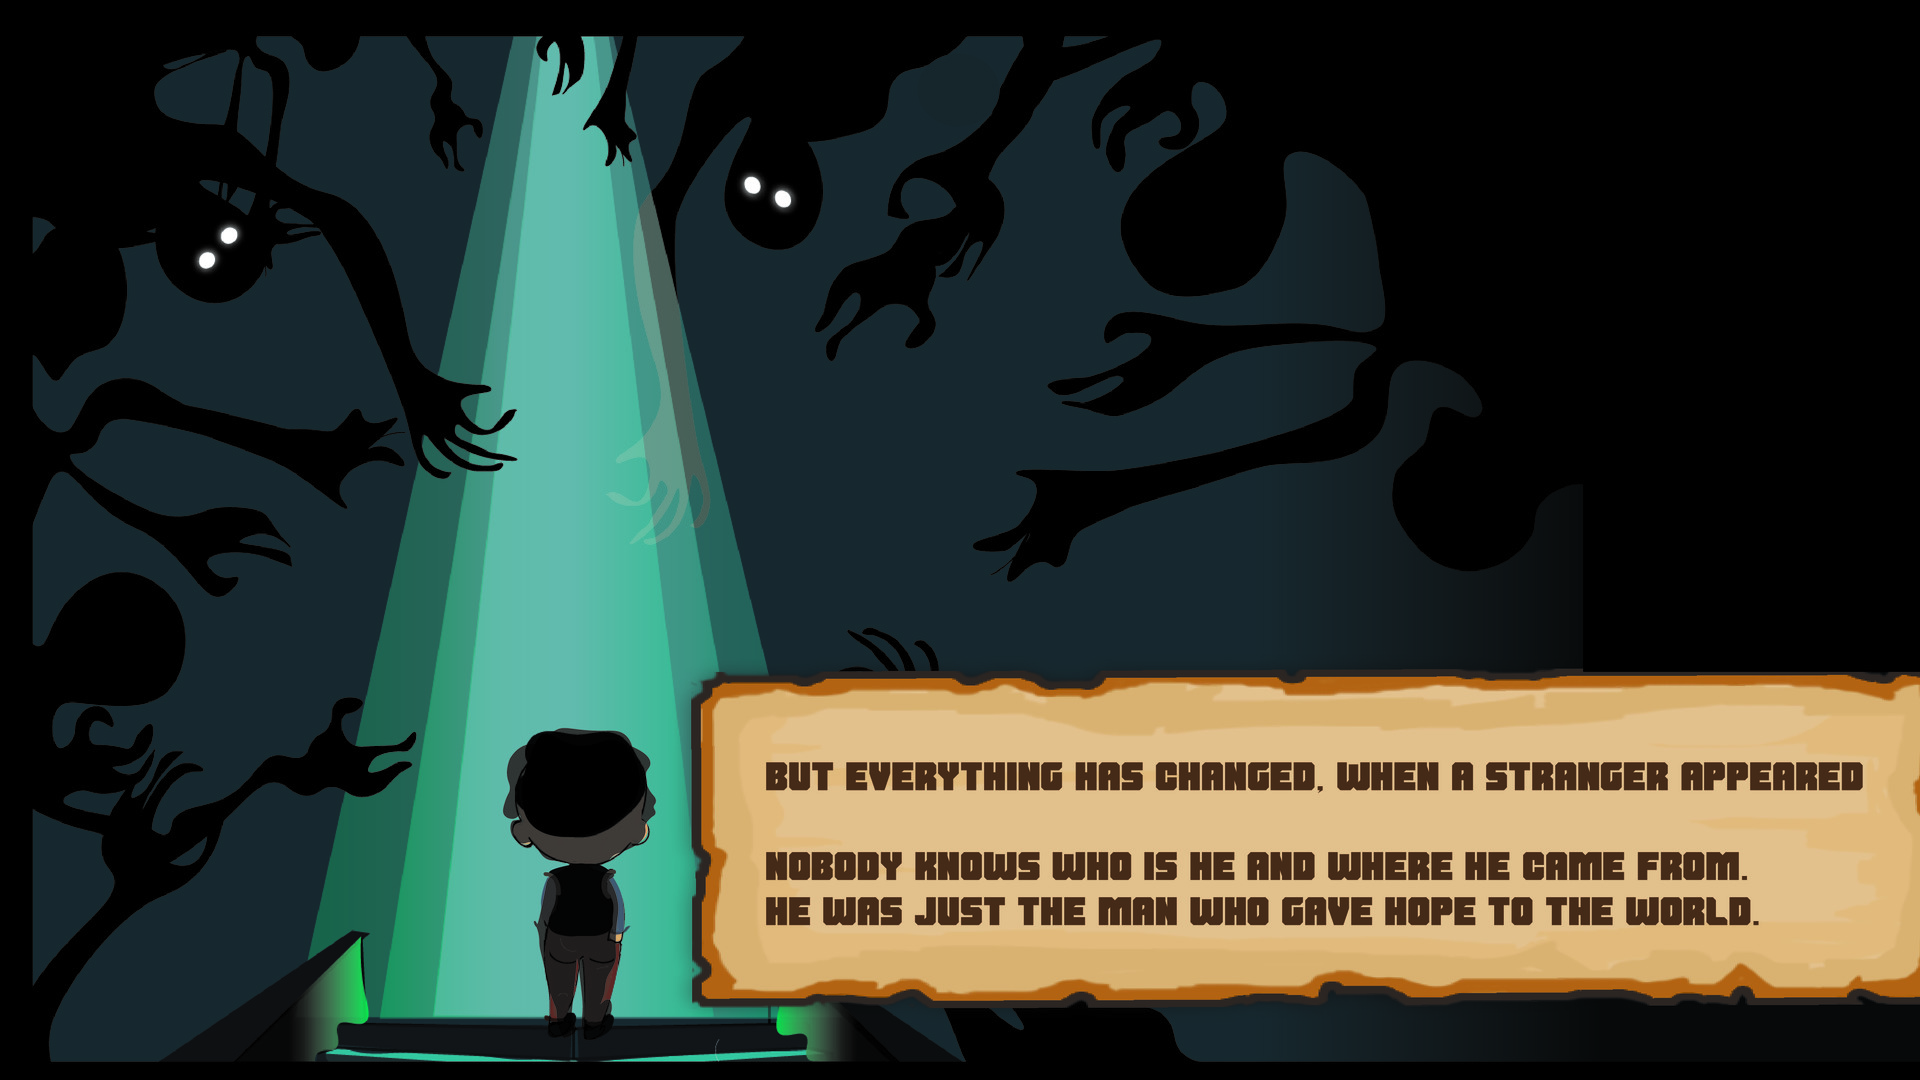 BUT EVERYTHING HAS CHANGED, WHEN A STRANGER APPEARED
NOBODY KNOWS WHO IS HE AND WHERE HE CAME FROM.
HE WAS JUST THE MAN WHO GAVE HOPE TO THE WORLD.